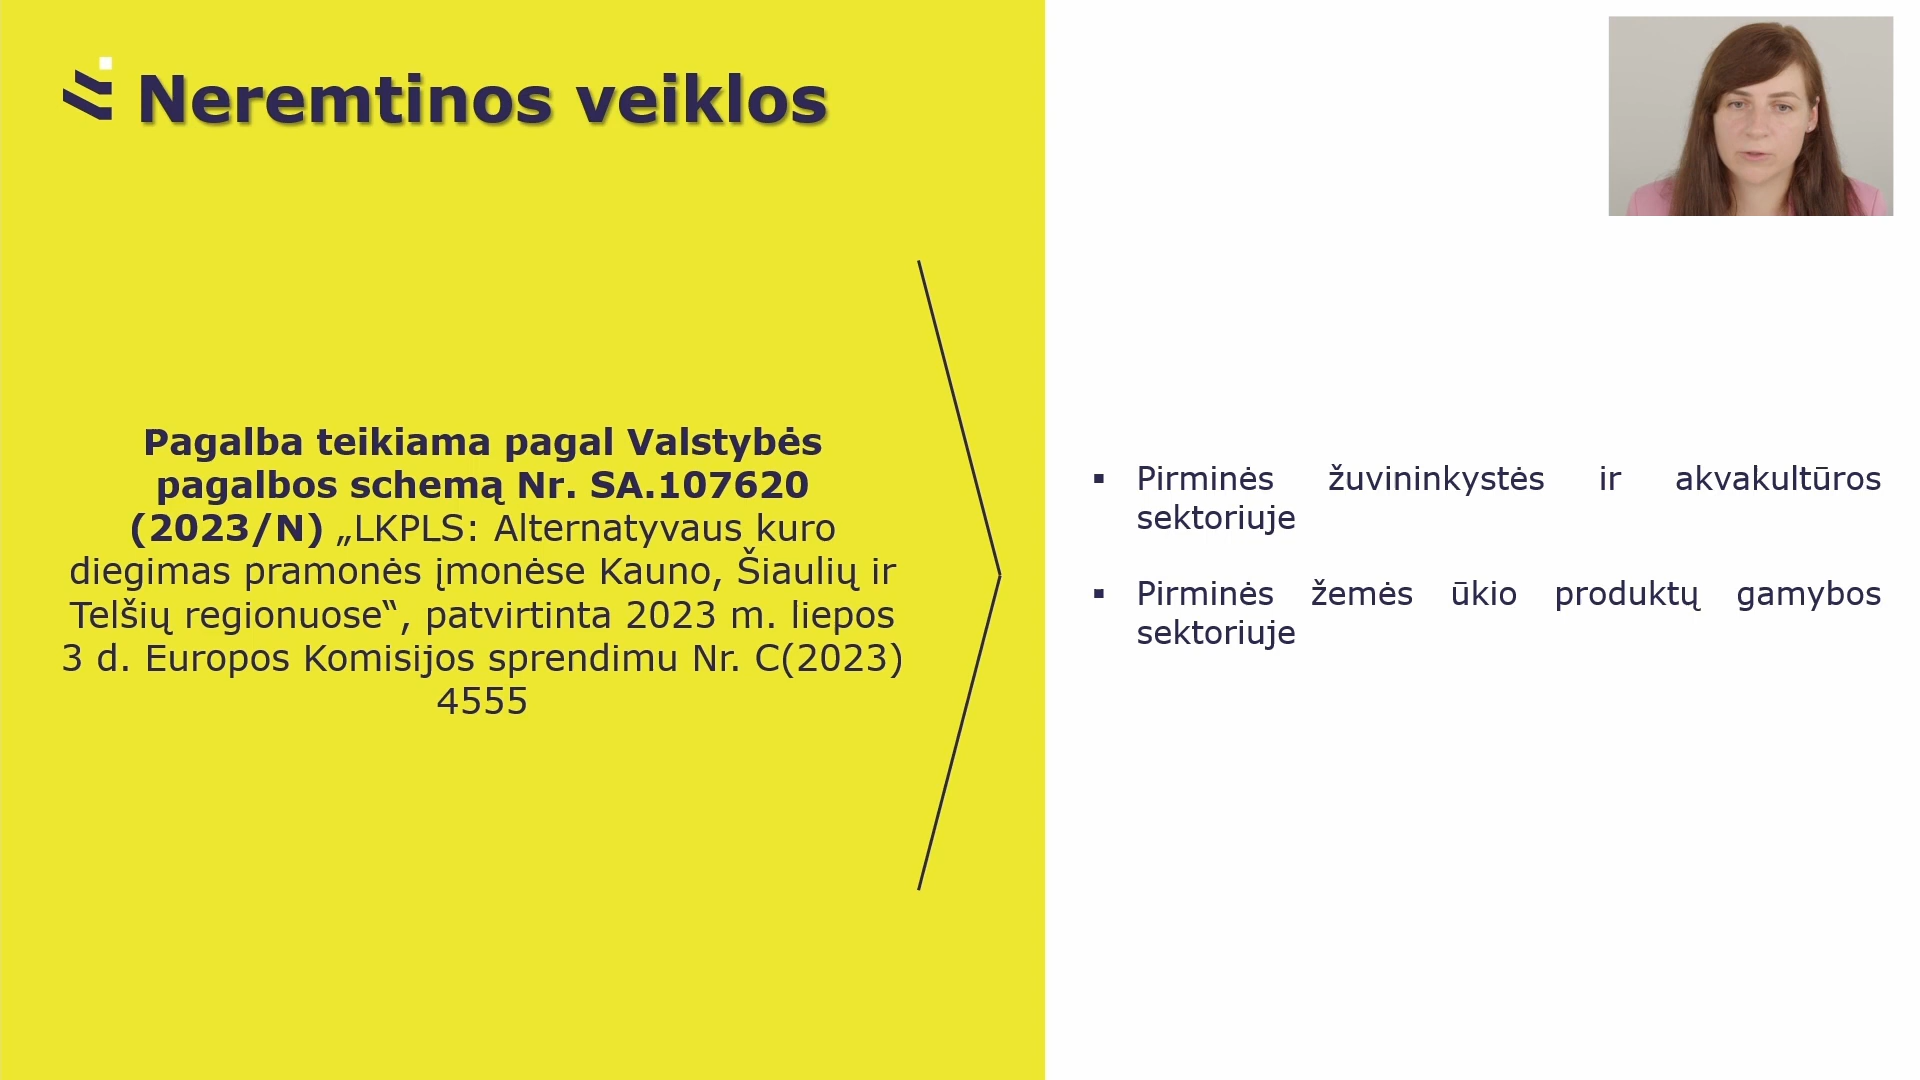 Neremtinos veiklos
Pagalba teikiama pagal Valstybės
pagalbos schemą Nr. SA.107620
(2023/N) „LKPLS: Alternatyvaus kuro
diegimas pramonės įmonėse Kauno, Šiaulių ir
Telšių regionuose“, patvirtinta 2023 m. liepos
3 d. Europos Komisijos sprendimu Nr. C(2023)
4555
▪ Pirminės žuvininkystės ir akvakultūros
sektoriuje
▪ Pirminės žemės ūkio produktų gamybos
sektoriuje